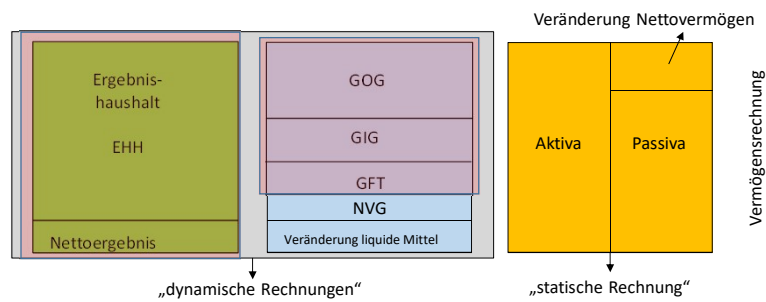 Veränderung Nettovermögen
Ergebnis-
haushalt
EHH
Nettoergebnis
GOG
GIG
GFT
NVG
Veränderung liquide Mittel
Aktiva
Passiva
Vermögensrechnung
„dynamische Rechnungen"
„statische Rechnung"